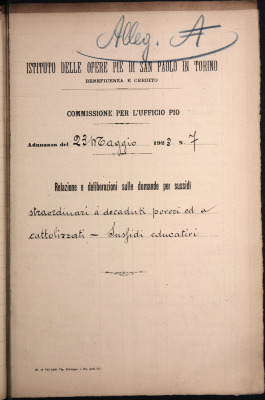 Alleg. A
ISTITUTO DELLE OPERE PIE DI SAN PAOLO IN TORINO
BENEFICENZA E CREDITO
COMMISSIONE PER L'UFFICIO PIO
Adunanza del 23 Maggio 1923 N. 7
Relazione e deliberazioni sulle domande per sussidi
straordinari a decaduti poveri ed a
cattolizzati - Sussidi educativi